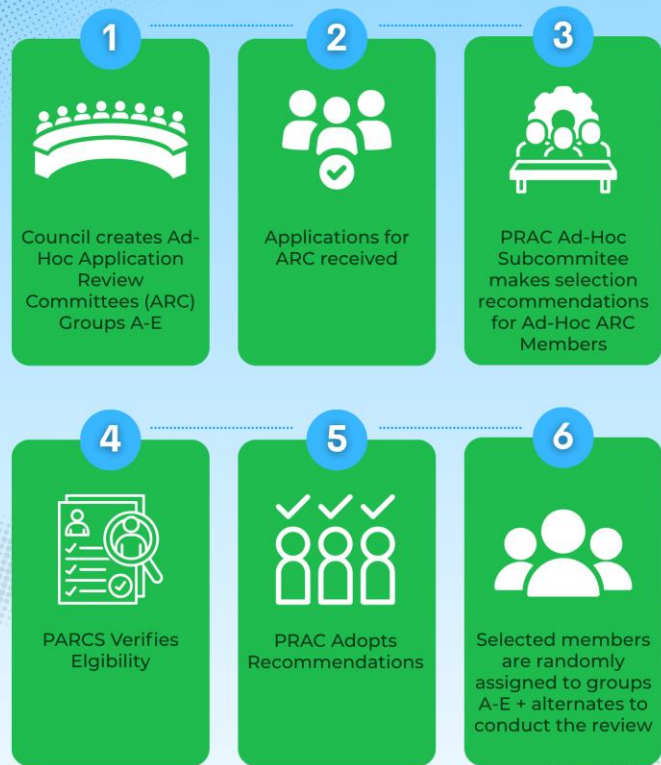 1
Council creates Ad-
Hoc Application
Review
Committees (ARC)
Groups A-E
2
Applications for
ARC received
3
PRAC Ad-Hoc
Subcommitee
makes selection
recommendations
for Ad-Hoc ARC
Members
4
PARCS Verifies
Elgibility
5
PRAC Adopts
Recommendations
6
Selected members
are randomly
assigned to groups
A-E + alternates to
conduct the review